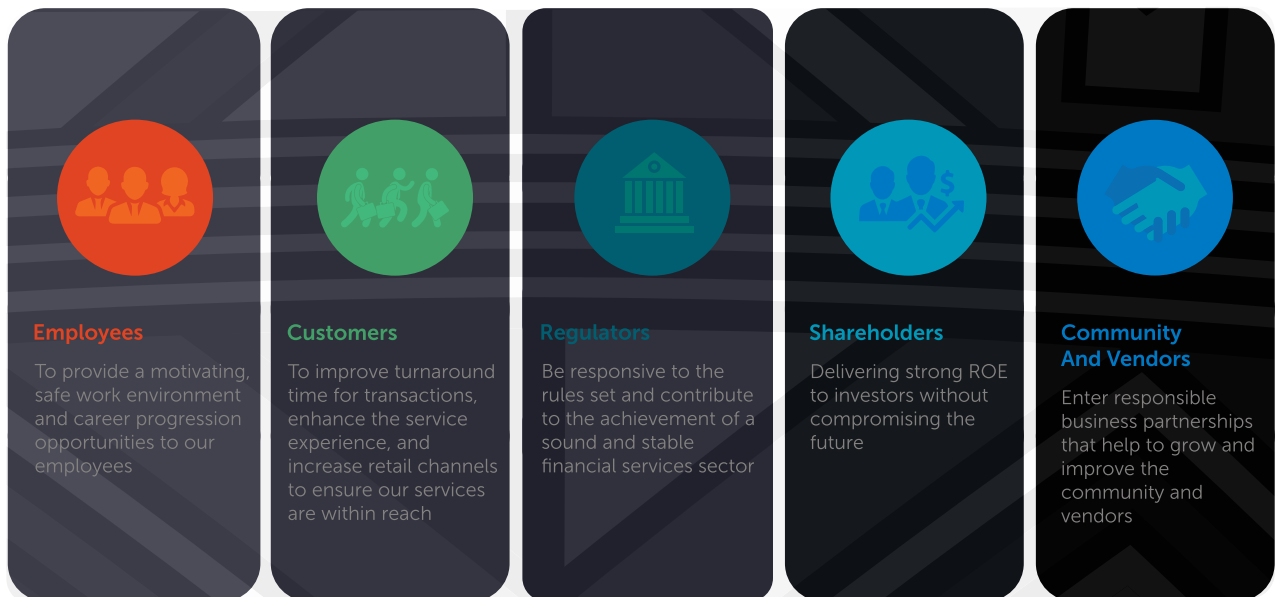 Employees
To provide a motivating,
safe work environment
and career progression
opportunities to our
employees
Customers
To improve turnaround
time for transactions,
enhance the service
experience, and
increase retail channels
to ensure our services
are within reach
Regulators
Be responsive to the
rules set and contribute
to the achievement of a
sound and stable
financial services sector
$
Shareholders
Delivering strong ROE
to investors without
compromising the
future
Community
And Vendors
Enter responsible
business partnerships
that help to grow and
improve the
community and
vendors